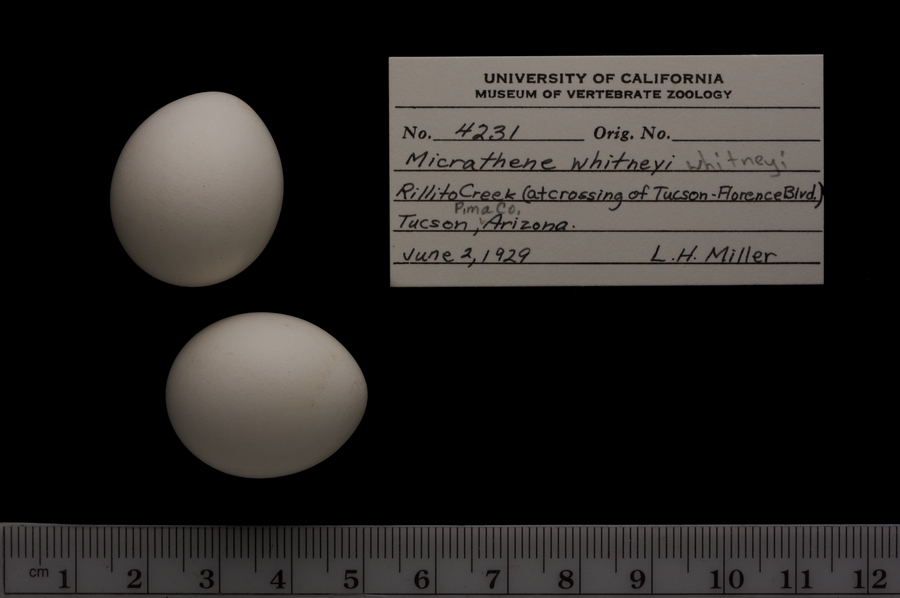 UNIVERSITY OF CALIFORNIA
MUSEUM OF VERTEBRATE ZOOLOGY
No. 4231 Orig. No.
Micrathene whitneyi whitneyi
Rillito Creek (at crossing of Tucson-Florence Blvd.)
Pima Co.
Tucson, Arizona.
June 2, 1929 L.H. Miller
cm 1 2 3 4 5 6 7 8 9 10 11 12